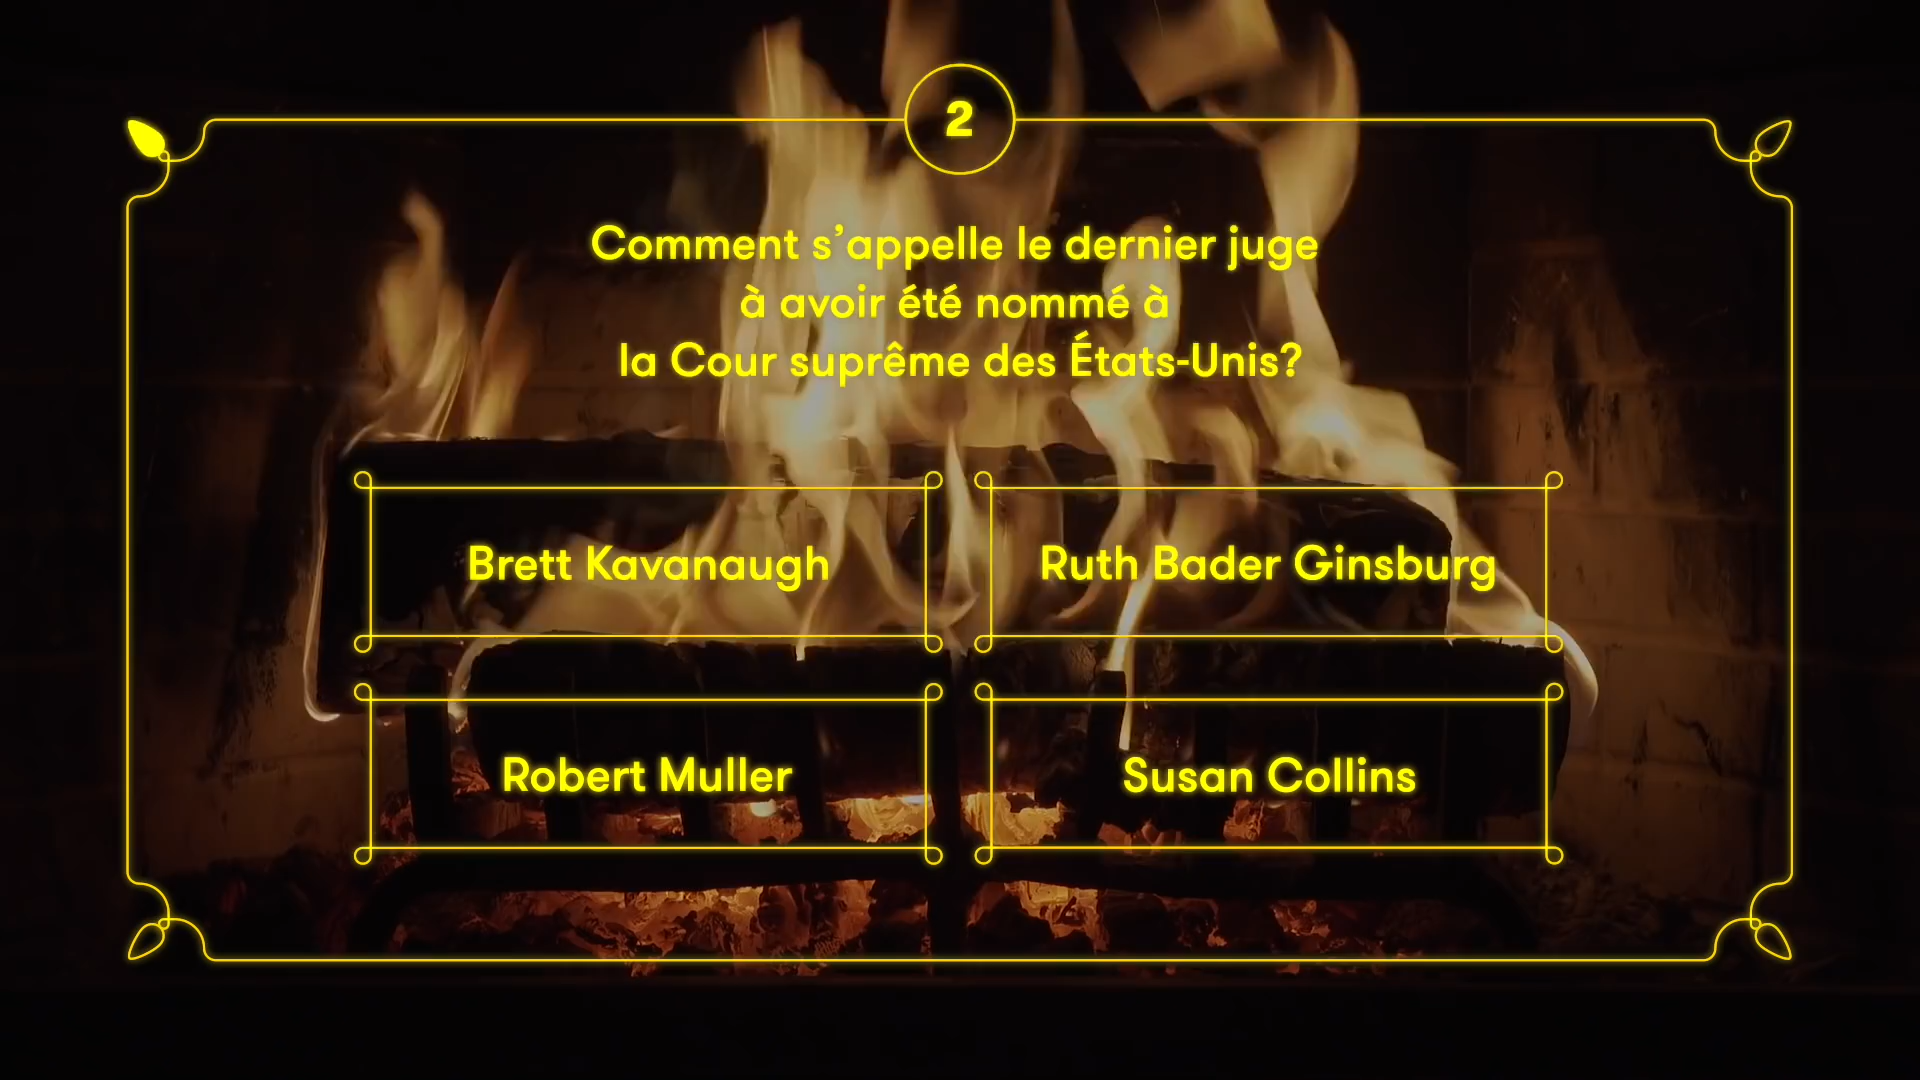 2
Comment s’appelle le dernier juge
à avoir été nommé à
la Cour suprême des États-Unis?
Brett Kavanaugh
Ruth Bader Ginsburg
Robert Muller
Susan Collins